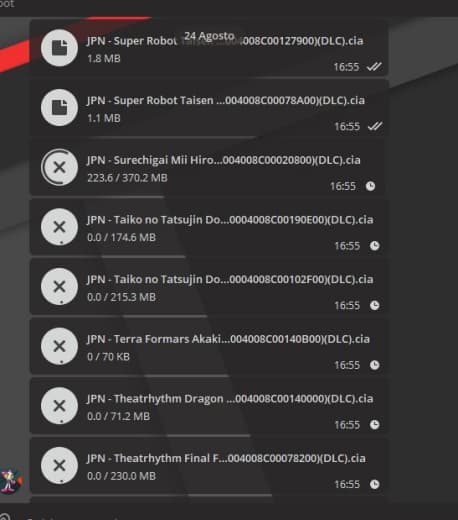 bot
24 Agosto
JPN - Super Robot Taisen ...004008C00127900)(DLC).cia
1.8 MB
16:55
JPN - Super Robot Taisen ...004008C00078A00)(DLC).cia
1.1 MB
16:55
JPN - Surechigai Mii Hiro...004008C00020800)(DLC).cia
223.6 / 370.2 MB
16:55
JPN - Taiko no Tatsujin Do...0004008C00190E00)(DLC).cia
0.0 / 174.6 MB
16:55
JPN - Taiko no Tatsujin Do...0004008C00102F00)(DLC).cia
0.0 / 215.3 MB
16:55
JPN - Terra Formars Akaki...004008C00140B00)(DLC).cia
0 / 70 KB
16:55
JPN - Theatrhythm Dragon ...004008C00140000)(DLC).cia
0.0 / 71.2 MB
16:55
JPN - Theatrhythm Final F...004008C00078200)(DLC).cia
0.0 / 230.0 MB
16:55